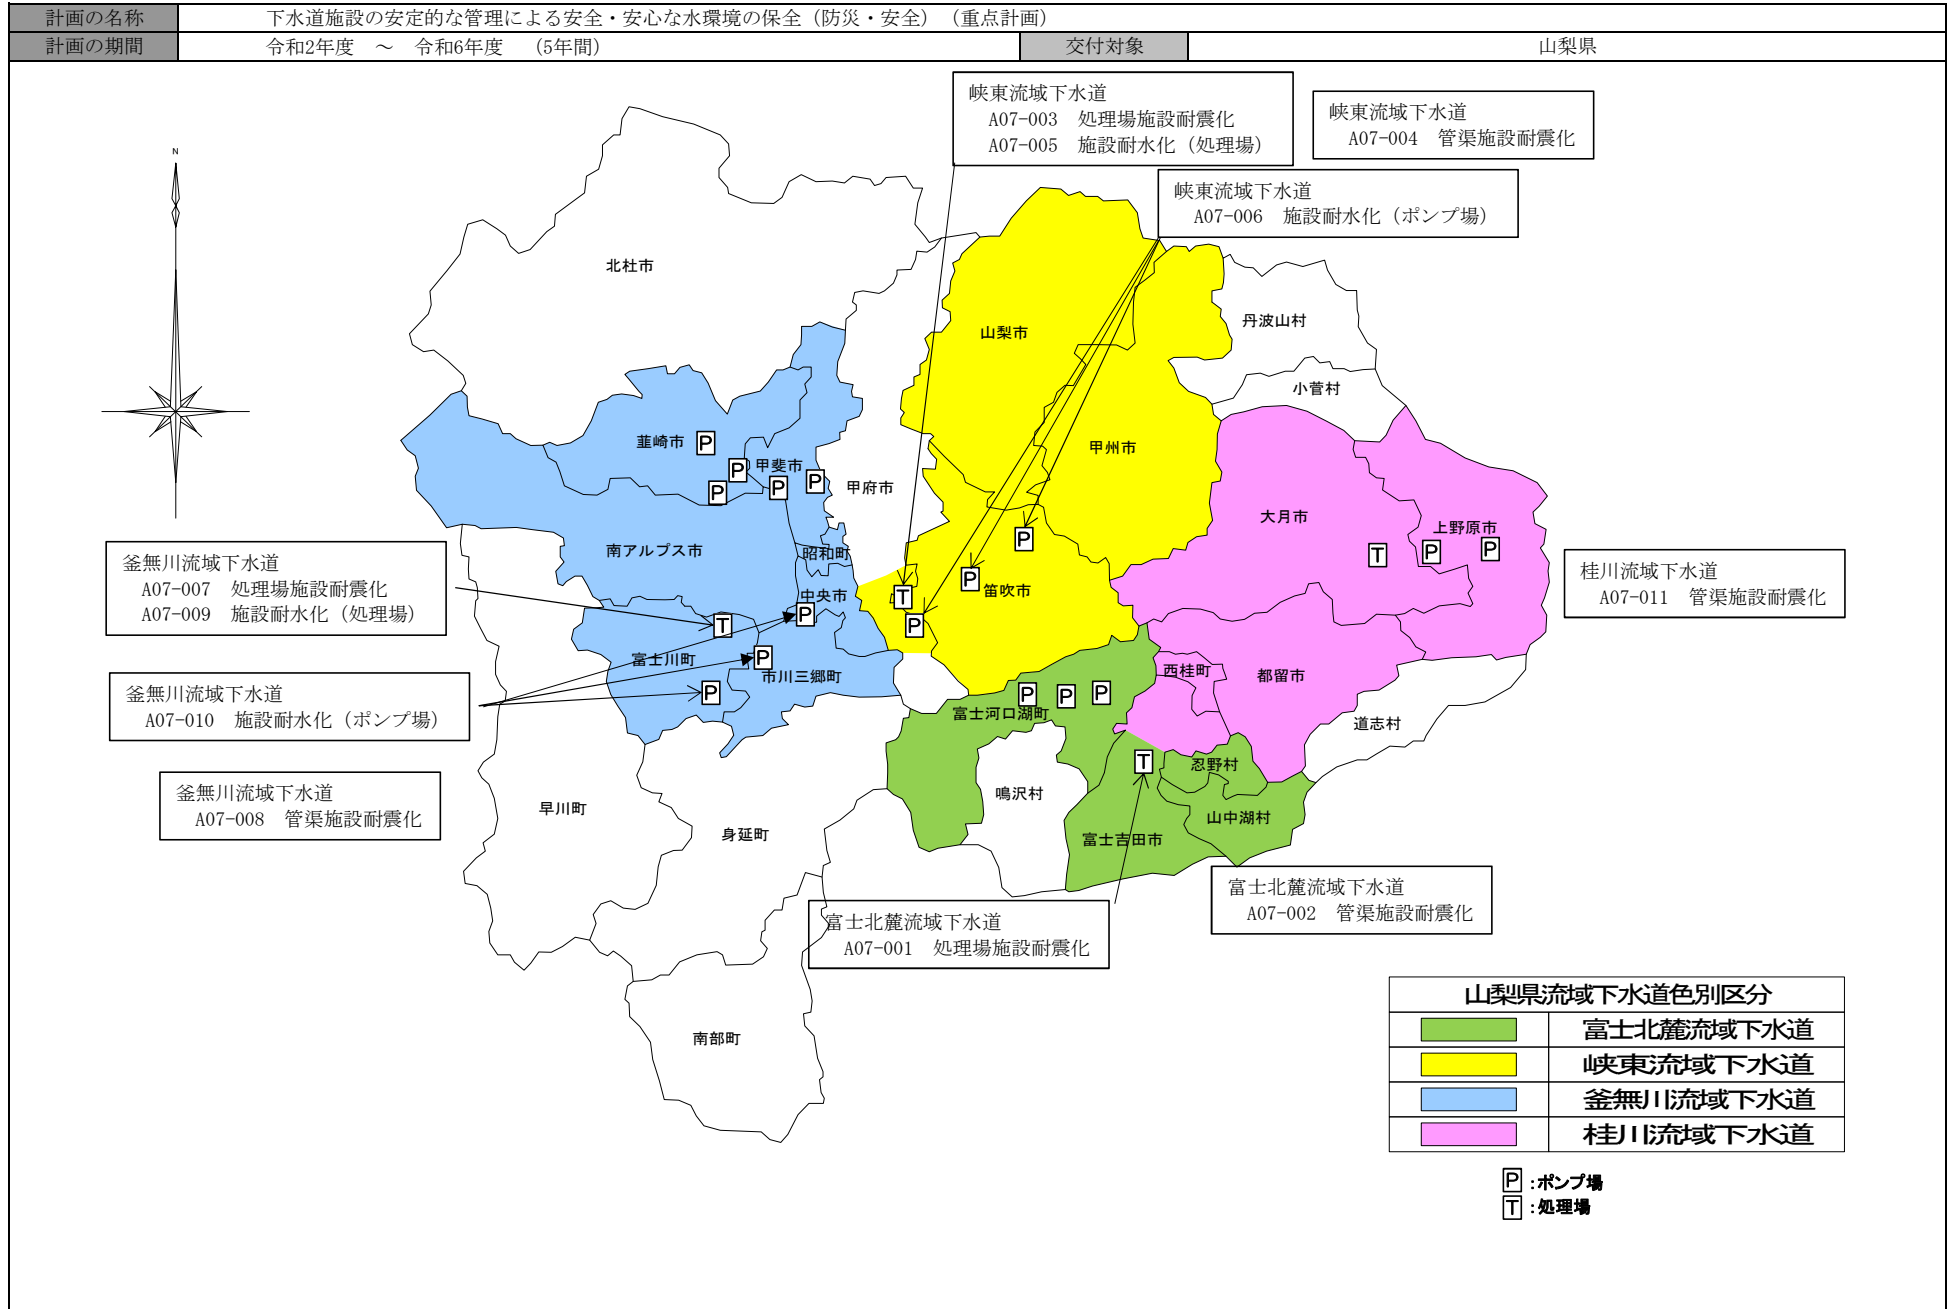 計画の名称 下水道施設の安定的な管理による安全・安心な水環境の保全（防災・安全）（重点計画）
計画の期間 令和2年度 ～ 令和6年度 （5年間） 交付対象 山梨県
峡東流域下水道
A07-003 処理場施設耐震化
A07-005 施設耐水化（処理場）
峡東流域下水道
A07-004 管渠施設耐震化
峡東流域下水道
A07-006 施設耐水化（ポンプ場）
N
北杜市
山梨市
丹波山村
小菅村
韮崎市
P
甲斐市
P
P
P
P
甲府市
甲州市
大月市
上野原市
T
P
P
南アルプス市
昭和町
中央市
P
P
P
笛吹市
T
P
釜無川流域下水道
A07-007 処理場施設耐震化
A07-009 施設耐水化（処理場）
桂川流域下水道
A07-011 管渠施設耐震化
T
富士川町
P
市川三郷町
P
釜無川流域下水道
A07-010 施設耐水化（ポンプ場）
西桂町
都留市
P
P
P
富士河口湖町
道志村
釜無川流域下水道
A07-008 管渠施設耐震化
早川町
身延町
鳴沢村
T
忍野村
山中湖村
富士吉田市
富士北麓流域下水道
A07-002 管渠施設耐震化
富士北麓流域下水道
A07-001 処理場施設耐震化
南部町
山梨県流域下水道色別区分
富士北麓流域下水道
峡東流域下水道
釜無川流域下水道
桂川流域下水道
P :ポンプ場
T :処理場